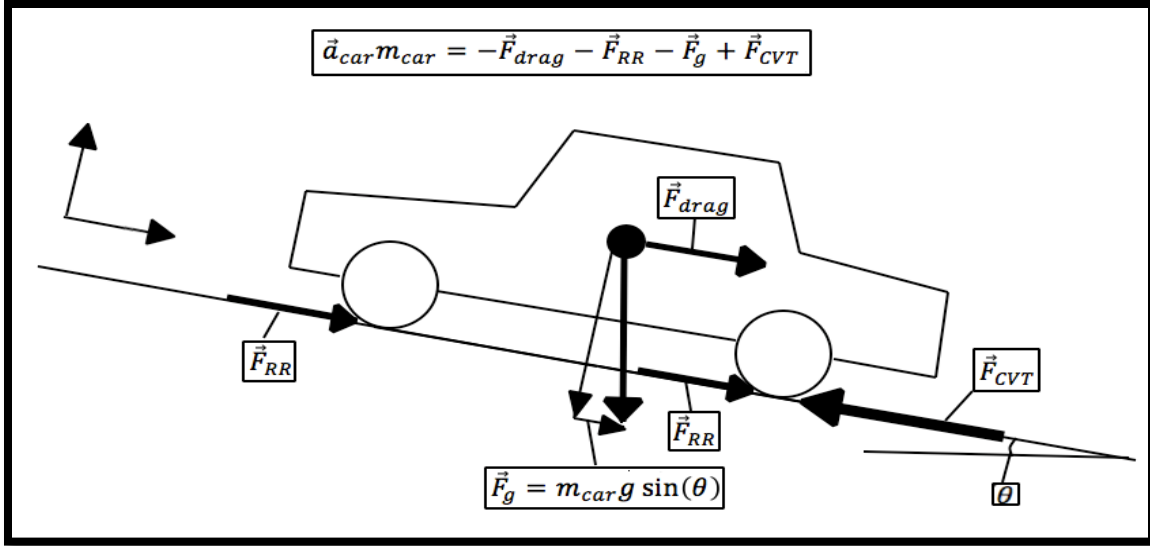 a⃗_car m_car = −F⃗_drag − F⃗_RR − F⃗_g + F⃗_CVT
F⃗_drag
F⃗_RR
F⃗_CVT
F⃗_RR
F⃗_g = m_car g sin(θ)
θ